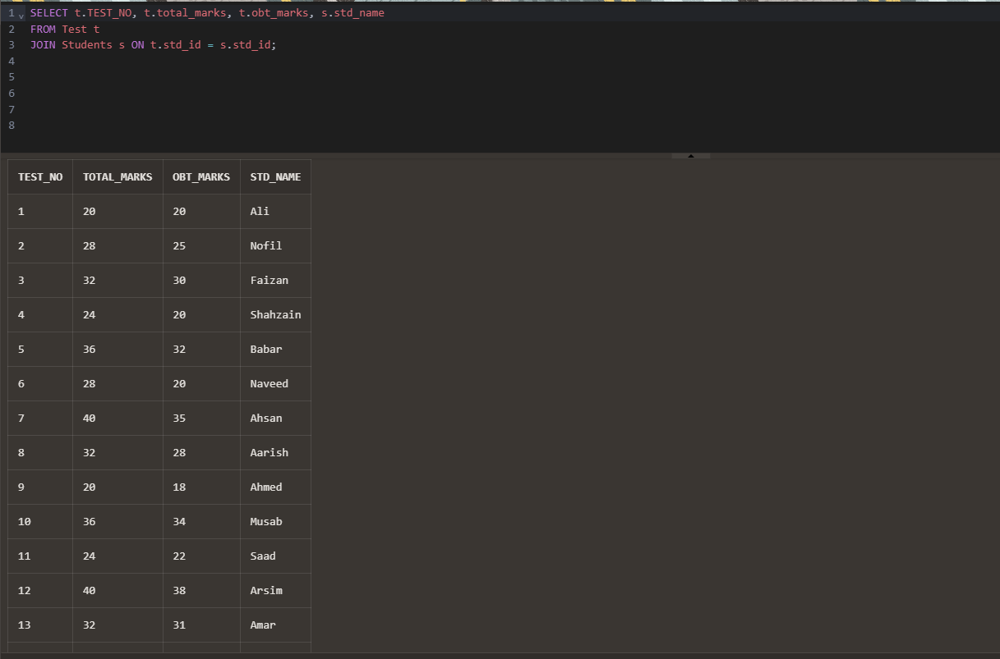 1 SELECT t.TEST_NO, t.total_marks, t.obt_marks, s.std_name
2 FROM Test t
3 JOIN Students s ON t.std_id = s.std_id;
4
5
6
7
8
TEST_NO TOTAL_MARKS OBT_MARKS STD_NAME
1 20 20 Ali
2 28 25 Nofil
3 32 30 Faizan
4 24 20 Shahzain
5 36 32 Babar
6 28 20 Naveed
7 40 35 Ahsan
8 32 28 Aarish
9 20 18 Ahmed
10 36 34 Musab
11 24 22 Saad
12 40 38 Arsim
13 32 31 Amar